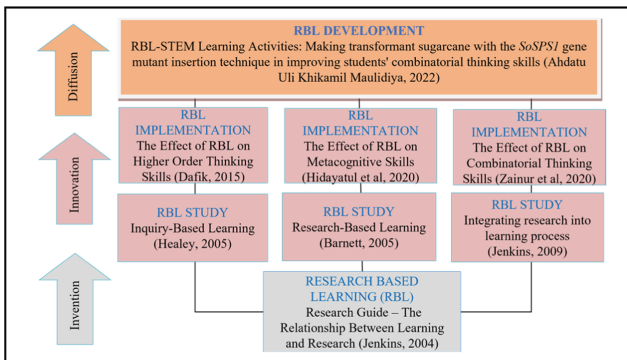 RBL DEVELOPMENT
RBL-STEM Learning Activities: Making transformant sugarcane with the SoSPS1 gene
mutant insertion technique in improving students' combinatorial thinking skills (Ahdatu
Uli Khikamil Maulidiya, 2022)
Diffusion
RBL
IMPLEMENTATION
The Effect of RBL on
Higher Order Thinking
Skills (Dafik, 2015)
RBL
IMPLEMENTATION
The Effect of RBL on
Metacognitive Skills
(Hidayatul et al, 2020)
RBL
IMPLEMENTATION
The Effect of RBL on
Combinatorial Thinking
Skills (Zainur et al, 2020)
Innovation
RBL STUDY
Inquiry-Based Learning
(Healey, 2005)
RBL STUDY
Research-Based Learning
(Barnett, 2005)
RBL STUDY
Integrating research into
learning process
(Jenkins, 2009)
Invention
RESEARCH BASED
LEARNING (RBL)
Research Guide – The
Relationship Between Learning
and Research (Jenkins, 2004)